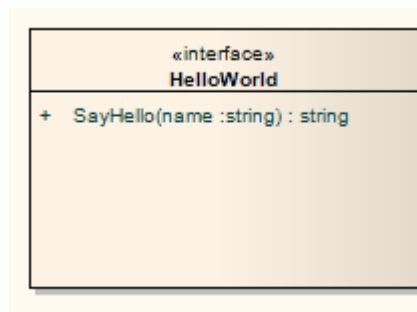 «interface»
HelloWorld
+ SayHello(name :string) : string